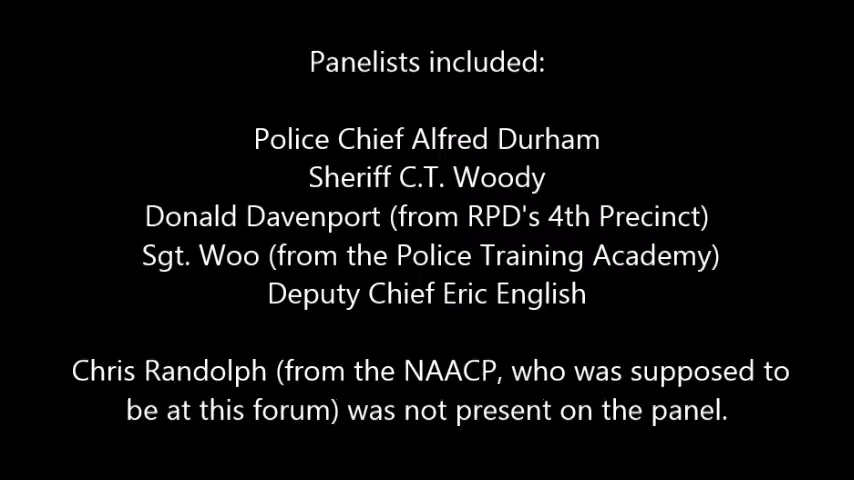 Panelists included:
Police Chief Alfred Durham
Sheriff C.T. Woody
Donald Davenport (from RPD's 4th Precinct)
Sgt. Woo (from the Police Training Academy)
Deputy Chief Eric English
Chris Randolph (from the NAACP, who was supposed to
be at this forum) was not present on the panel.